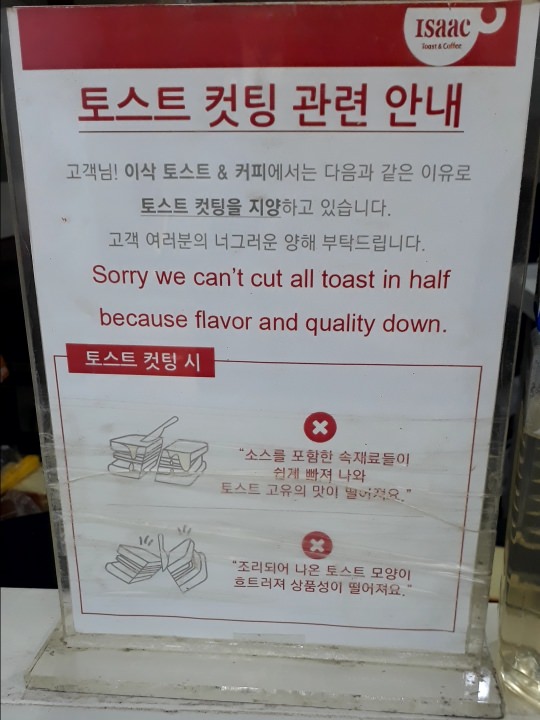 Isaac
Toast & Coffee
토스트 컷팅 관련 안내
고객님! 이삭 토스트 & 커피에서는 다음과 같은 이유로
토스트 컷팅을 지양하고 있습니다.
고객 여러분의 너그러운 양해 부탁드립니다.
Sorry we can't cut all toast in half
because flavor and quality down.
토스트 컷팅 시
"소스를 포함한 속재료들이
쉽게 빠져 나와
토스트 고유의 맛이 떨어져요."
"조리되어 나온 토스트 모양이
흐트러져 상품성이 떨어져요."